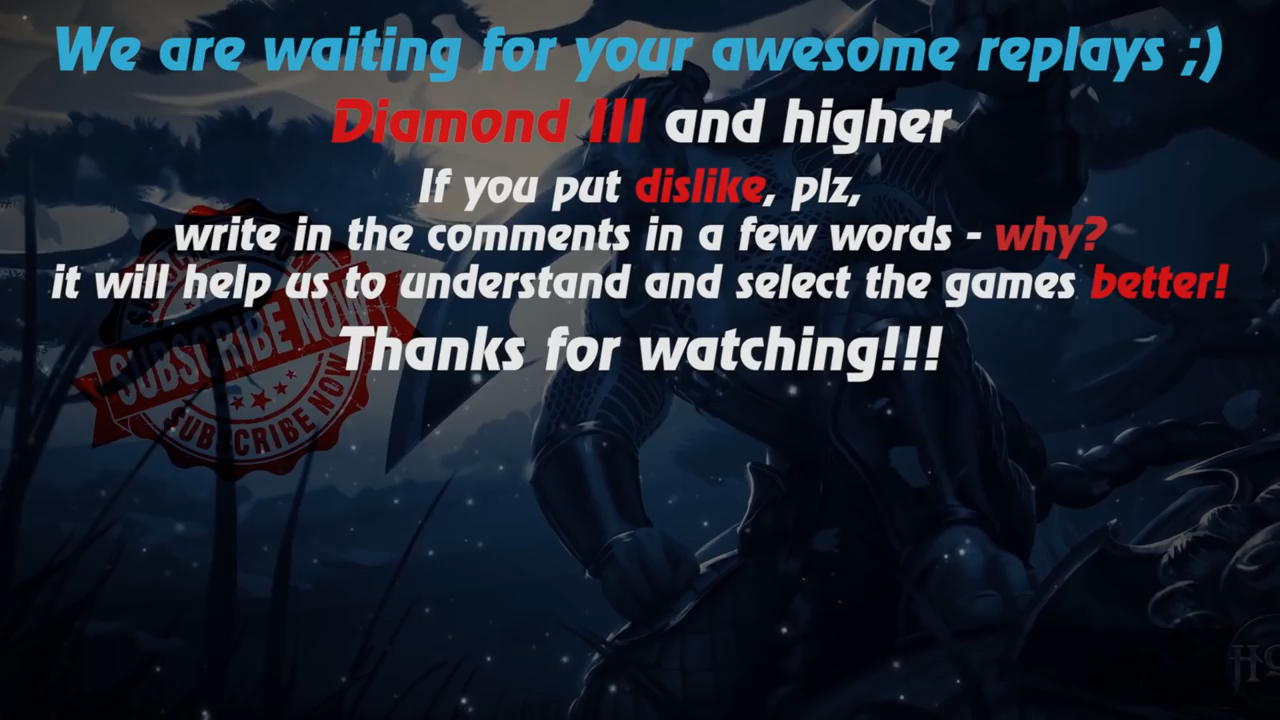 We are waiting for your awesome replays ;)
Diamond III and higher
If you put dislike, plz,
write in the comments in a few words - why?
it will help us to understand and select the games better!
Thanks for watching!!!
SUBSCRIBE NOW
SUBSCRIBE NOW